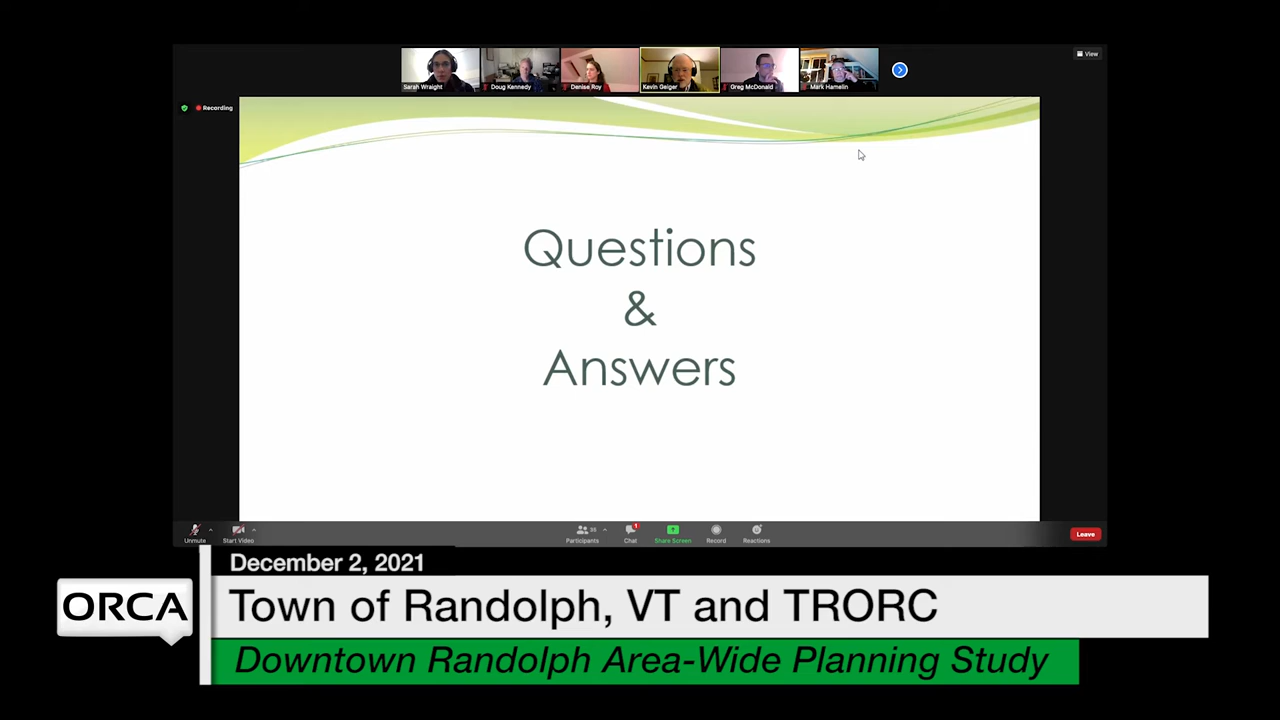 View
Sarah Wraight
Doug Kennedy
Denise Roy
Kevin Geiger
Greg McDonald
Mark Hamelin
Recording
Questions
&
Answers
Unmute
Start Video
35
Participants
1
Chat
Share Screen
Record
Reactions
Leave
December 2, 2021
ORCA
Town of Randolph, VT and TRORC
Downtown Randolph Area-Wide Planning Study